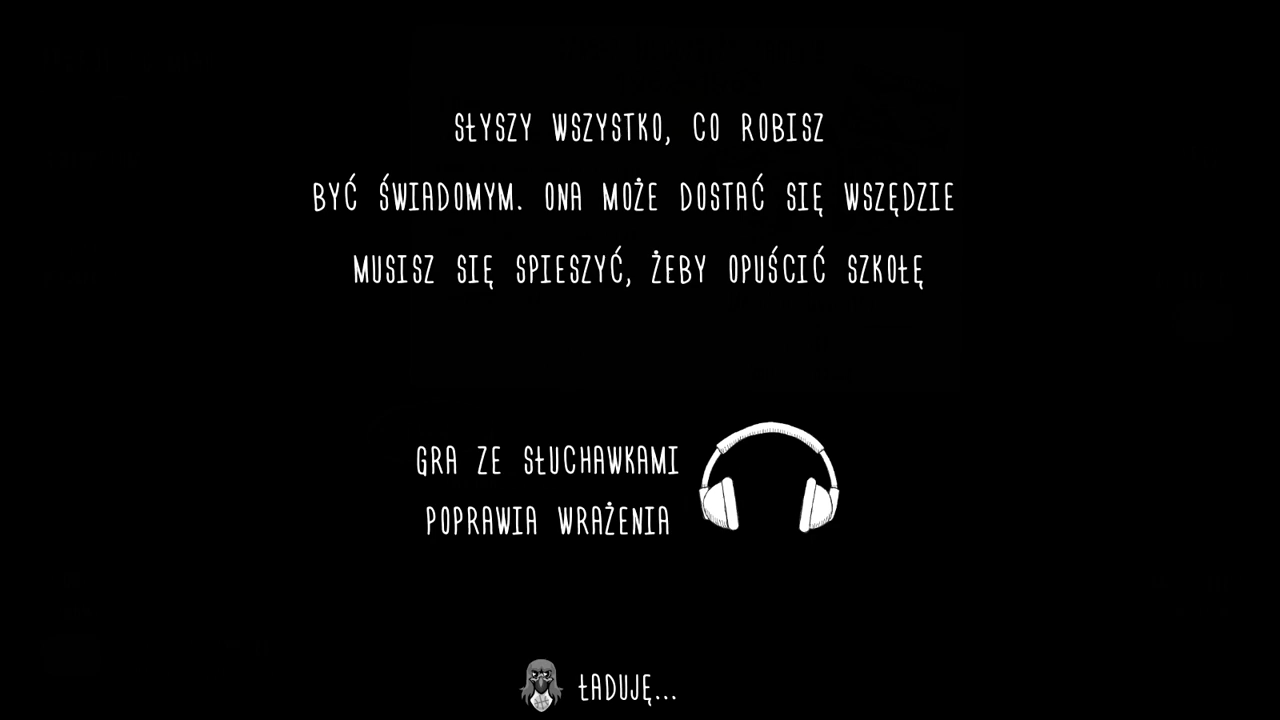 SŁYSZY WSZYSTKO, CO ROBISZ
BYĆ ŚWIADOMYM. ONA MOŻE DOSTAĆ SIĘ WSZĘDZIE
MUSISZ SIĘ SPIESZYĆ, ŻEBY OPUŚCIĆ SZKOŁĘ
GRA ZE SŁUCHAWKAMI
POPRAWIA WRAŻENIA
ŁADUJĘ...